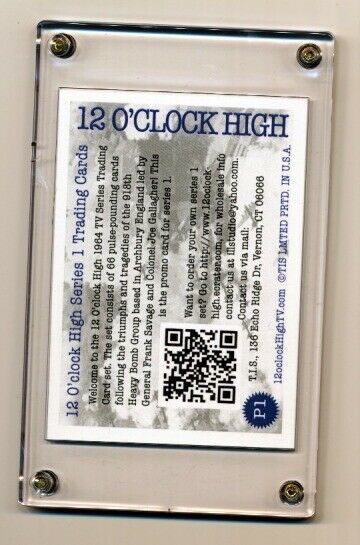 12 O'CLOCK HIGH
12 O'clock High Series 1 Trading Cards
Welcome to the 12 O'clock High 1964 TV Series Trading
Card set. The set consists of 66 pulse-pounding cards
following the triumphs and tragedies of the 918th
Heavy Bomb Group based in Archbury England led by
General Frank Savage and Colonel Joe Gallagher! This
is the promo card for series 1.
Want to order your own series 1
set? Go to http://www.12oclock
high.ecrater.com, for wholesale info
contact us at illstudio@yahoo.com.
Contact us via mail:
T.I.S., 136 Echo Ridge Dr, Vernon, CT 06066
12oclockHighTV.com ©TIS LMTED PRTD. IN U.S.A.
P1